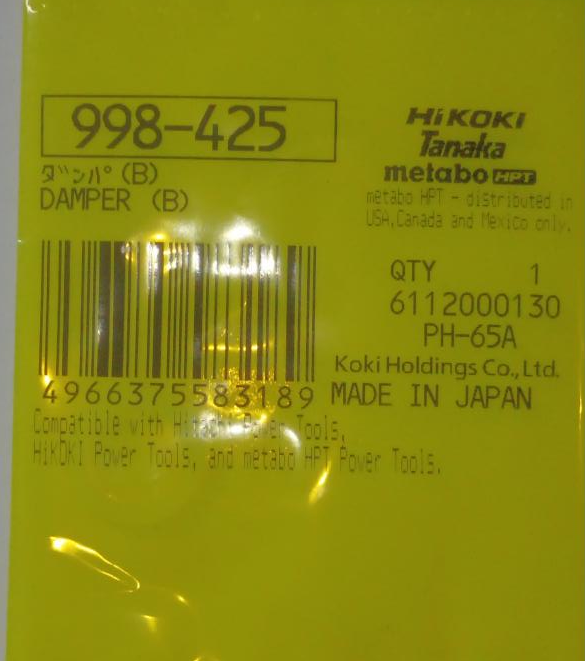 998-425
ダンパ (B)
DAMPER (B)
HiKOKI
Tanaka
metabo HPT
metabo HPT - distributed in
USA,Canada and Mexico only.
QTY 1
6112000130
PH-65A
Koki Holdings Co.,Ltd.
4966375583189 MADE IN JAPAN
Compatible with Hitachi Power Tools,
HiKOKI Power Tools, and metabo HPT Power Tools.